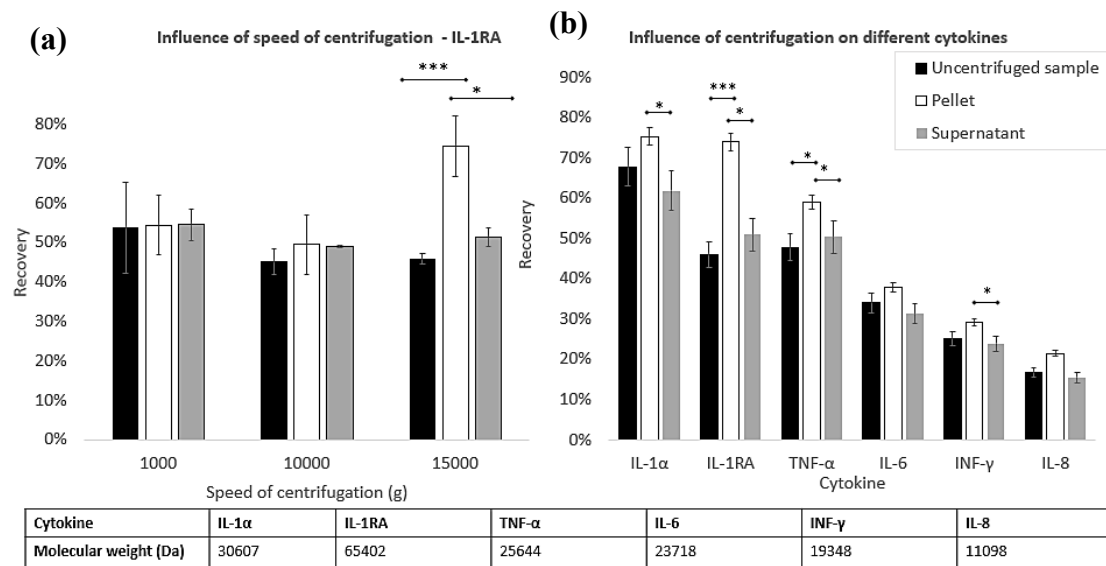 (a)
Influence of speed of centrifugation - IL-1RA
***
*
80%
70%
60%
50%
40%
30%
20%
10%
0%
Recovery
1000 10000 15000
Speed of centrifugation (g)
(b)
Influence of centrifugation on different cytokines
Uncentrifuged sample
Pellet
Supernatant
* *** * * * *
90%
80%
70%
60%
50%
40%
30%
20%
10%
0%
Recovery
IL-1α IL-1RA TNF-α IL-6 INF-γ IL-8
Cytokine
Cytokine IL-1α IL-1RA TNF-α IL-6 INF-γ IL-8
Molecular weight (Da) 30607 65402 25644 23718 19348 11098